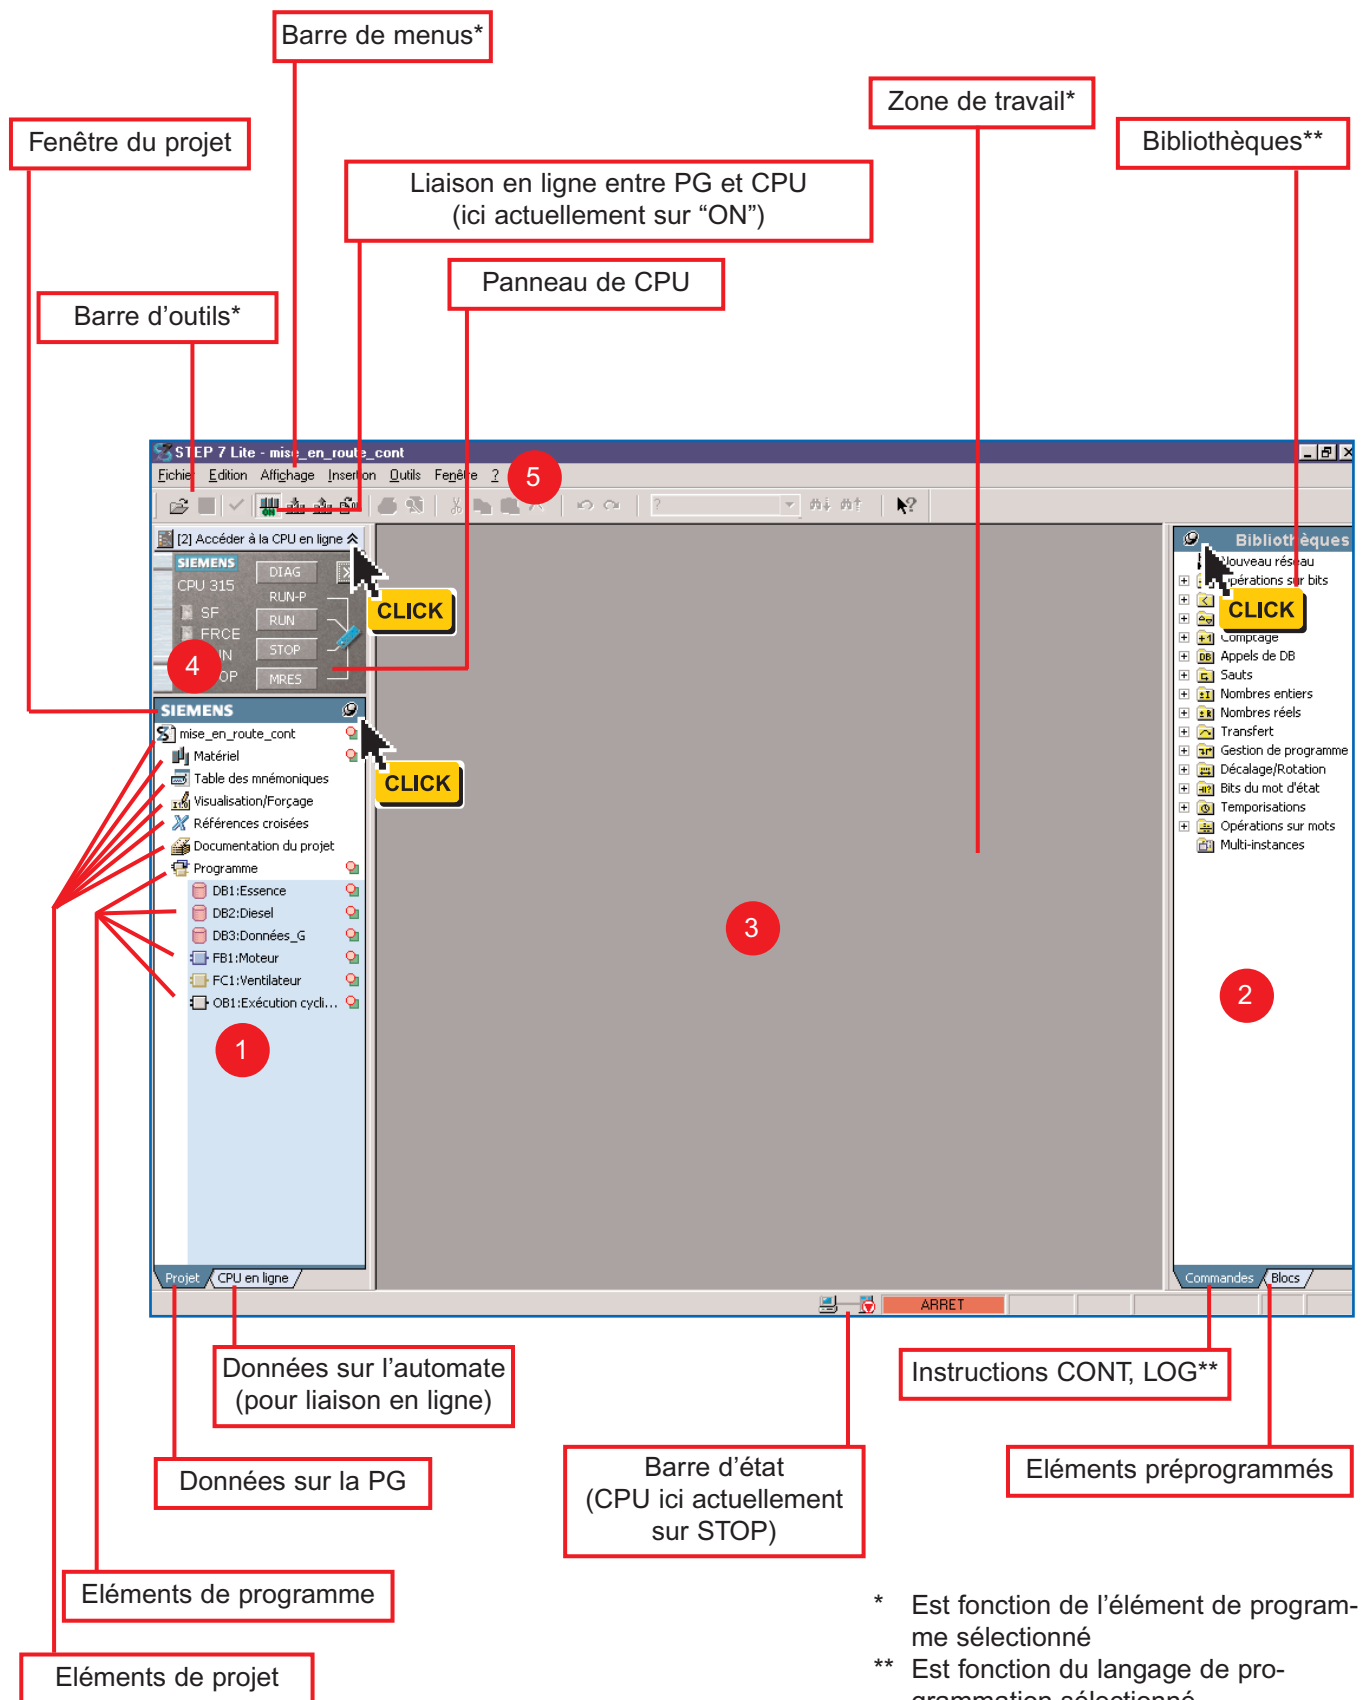 Barre de menus*
Zone de travail*
Fenêtre du projet
Bibliothèques**
Liaison en ligne entre PG et CPU
(ici actuellement sur “ON”)
Panneau de CPU
Barre d’outils*
STEP 7 Lite - mise_en_route_cont
Fichier Edition Affichage Insertion Outils Fenêtre ?
5
ON
?
?
[2] Accéder à la CPU en ligne
SIEMENS
CPU 315
DIAG
RUN-P
SF
RUN
FRCE
STOP
MRES
CLICK
4
SIEMENS
mise_en_route_cont
Matériel
Table des mnémoniques
Visualisation/Forçage
Références croisées
Documentation du projet
Programme
DB1:Essence
DB2:Diesel
DB3:Données_G
FB1:Moteur
FC1:Ventilateur
OB1:Exécution cycli...
CLICK
1
3
Bibliothèques
Nouveau réseau
Opérations sur bits
CLICK
Comptage
Appels de DB
Sauts
Nombres entiers
Nombres réels
Transfert
Gestion de programme
Décalage/Rotation
Bits du mot d'état
Temporisations
Opérations sur mots
Multi-instances
2
Projet
CPU en ligne
Commandes
Blocs
ARRET
Données sur l’automate
(pour liaison en ligne)
Instructions CONT, LOG**
Données sur la PG
Barre d’état
(CPU ici actuellement
sur STOP)
Eléments préprogrammés
Eléments de programme
Eléments de projet
* Est fonction de l’élément de program-
me sélectionné
** Est fonction du langage de pro-
grammation sélectionné